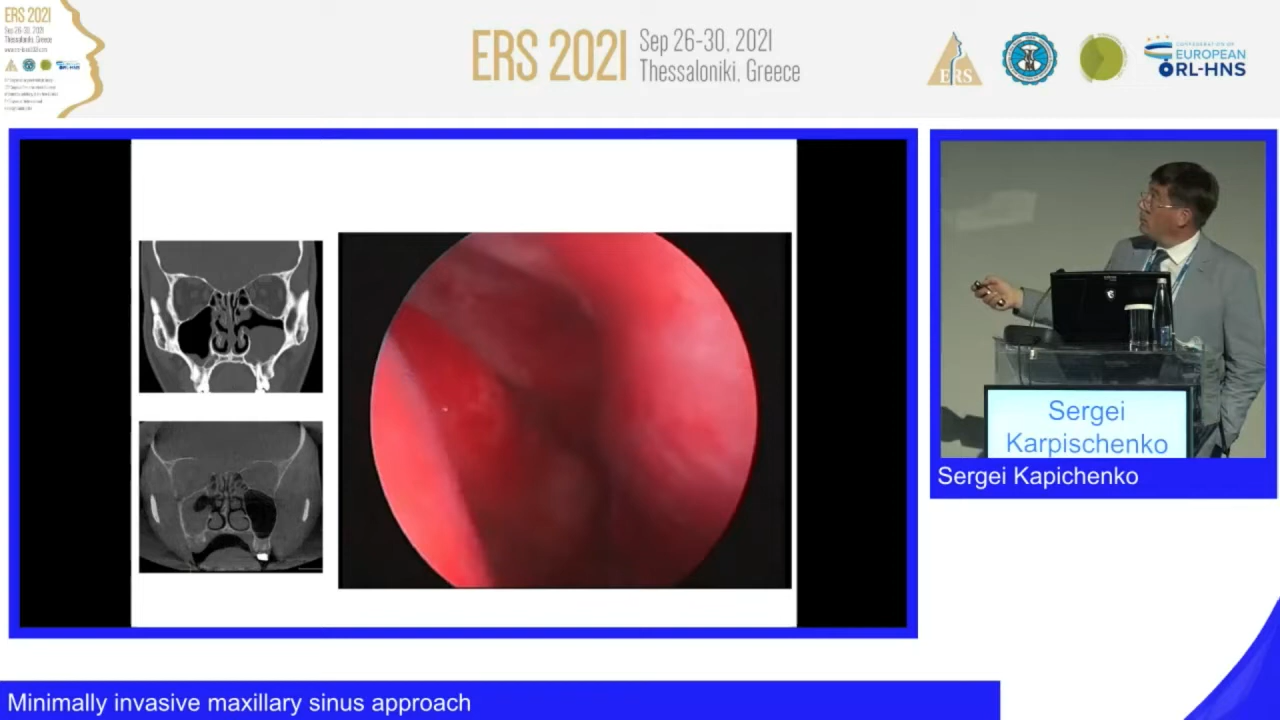 ERS 2021
Sep 26-30, 2021
Thessaloniki, Greece
ERS 2021
Sep 26-30, 2021
Thessaloniki, Greece
ERS
CONFEDERATION OF
EUROPEAN
ORL-HNS
Sergei
Karpischenko
Sergei Kapichenko
Minimally invasive maxillary sinus approach